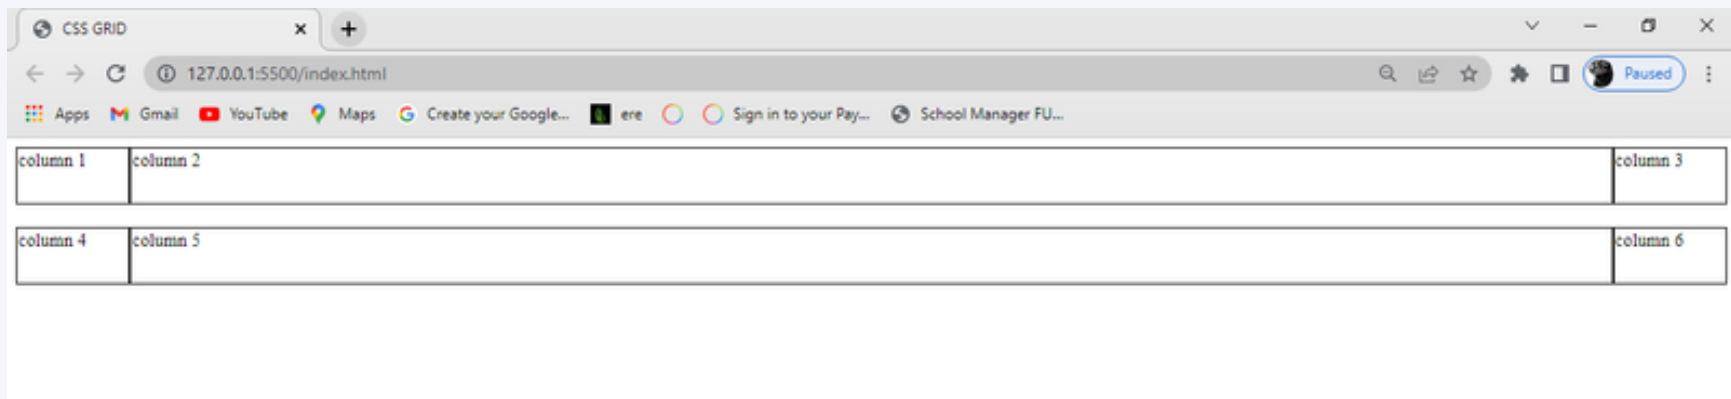 CSS GRID
127.0.0.1:5500/index.html
Paused
Apps Gmail YouTube Maps Create your Google... ere Sign in to your Pay... School Manager FU...
column 1 column 2 column 3
column 4 column 5 column 6